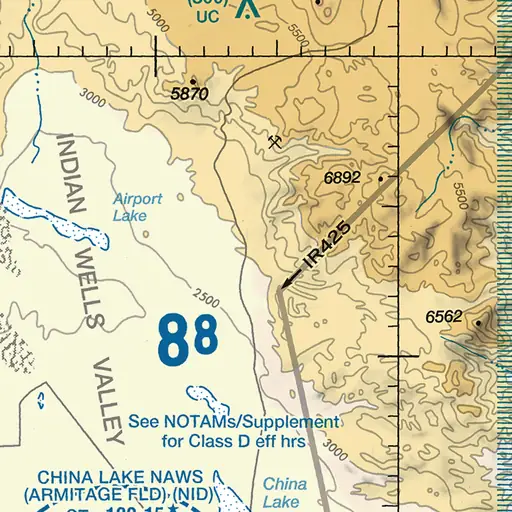 UC
5000
5500
5870
3000
6892
5500
INDIAN WELLS VALLEY
Airport
Lake
IR425
2500
6562
88
See NOTAMs/Supplement
for Class D eff hrs
3000
CHINA LAKE NAWS
(ARMITAGE FLD) (NID)
China
Lake